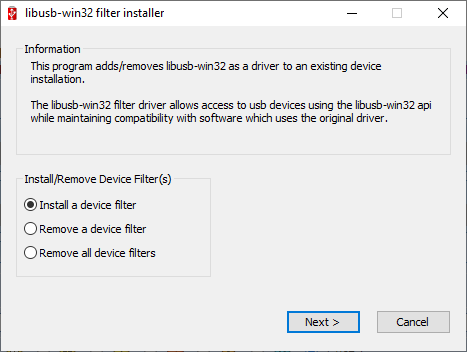 libusb-win32 filter installer
Information
This program adds/removes libusb-win32 as a driver to an existing device
installation.
The libusb-win32 filter driver allows access to usb devices using the libusb-win32 api
while maintaining compatibility with software which uses the original driver.
Install/Remove Device Filter(s)
Install a device filter
Remove a device filter
Remove all device filters
Next >
Cancel